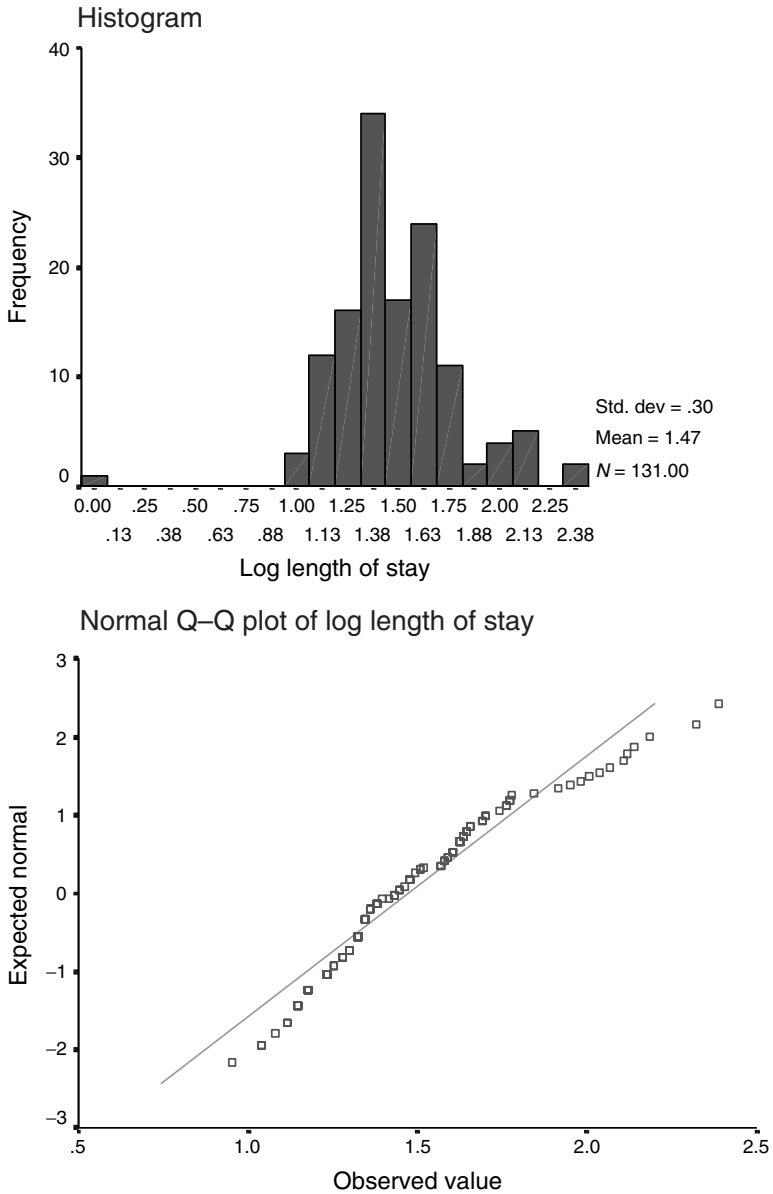 Histogram
40
30
20
10
0
Frequency
Std. dev = .30
Mean = 1.47
N = 131.00
0.00 .25 .50 .75 1.00 1.25 1.50 1.75 2.00 2.25
.13 .38 .63 .88 1.13 1.38 1.63 1.88 2.13 2.38
Log length of stay
Normal Q–Q plot of log length of stay
3
2
1
0
–1
–2
–3
Expected normal
.5 1.0 1.5 2.0 2.5
Observed value